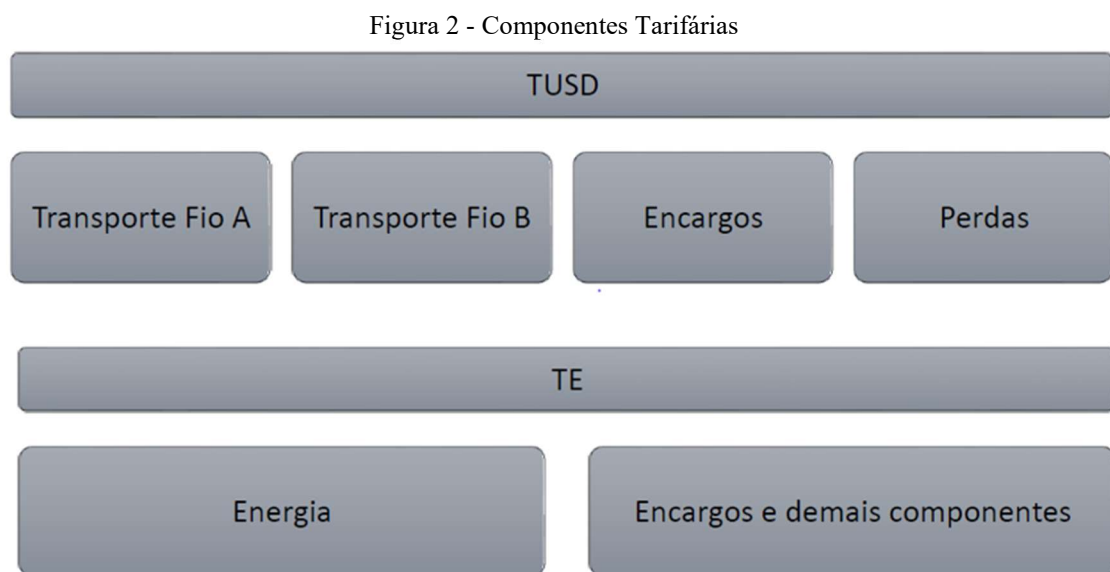 Figura 2 - Componentes Tarifárias
TUSD
Transporte Fio A
Transporte Fio B
Encargos
Perdas
TE
Energia
Encargos e demais componentes